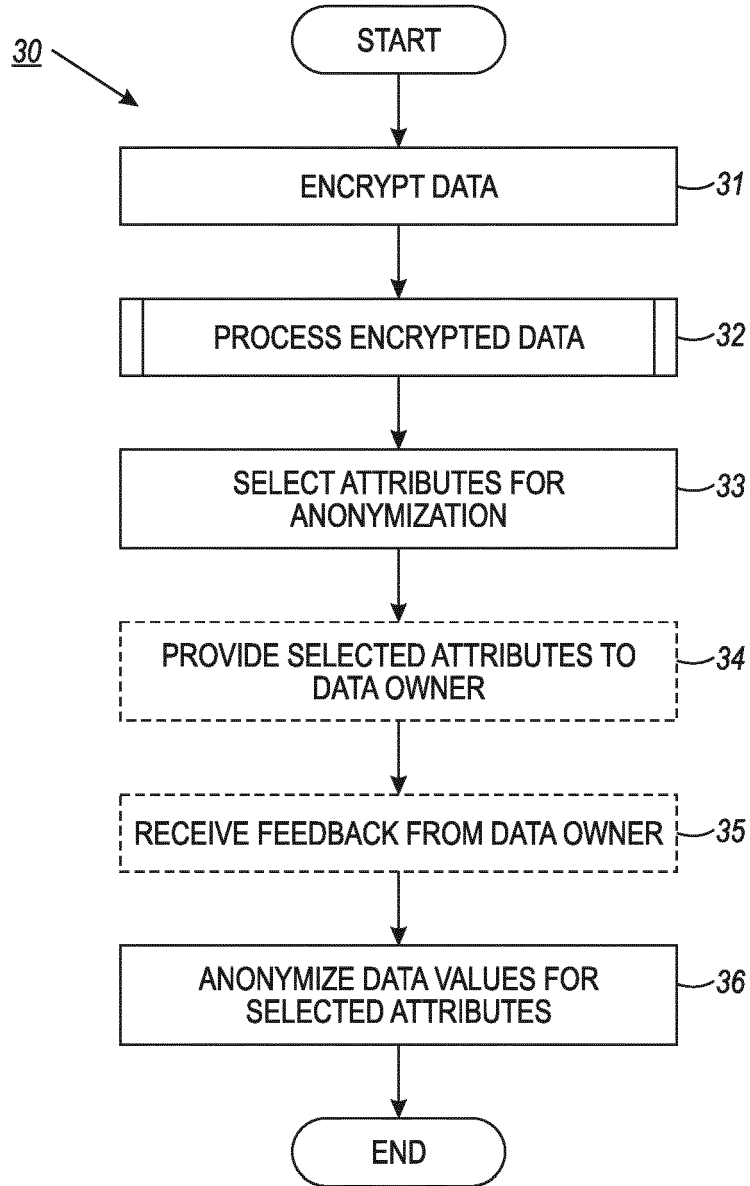 30
START
ENCRYPT DATA
31
PROCESS ENCRYPTED DATA
32
SELECT ATTRIBUTES FOR
ANONYMIZATION
33
PROVIDE SELECTED ATTRIBUTES TO
DATA OWNER
34
RECEIVE FEEDBACK FROM DATA OWNER
35
ANONYMIZE DATA VALUES FOR
SELECTED ATTRIBUTES
36
END